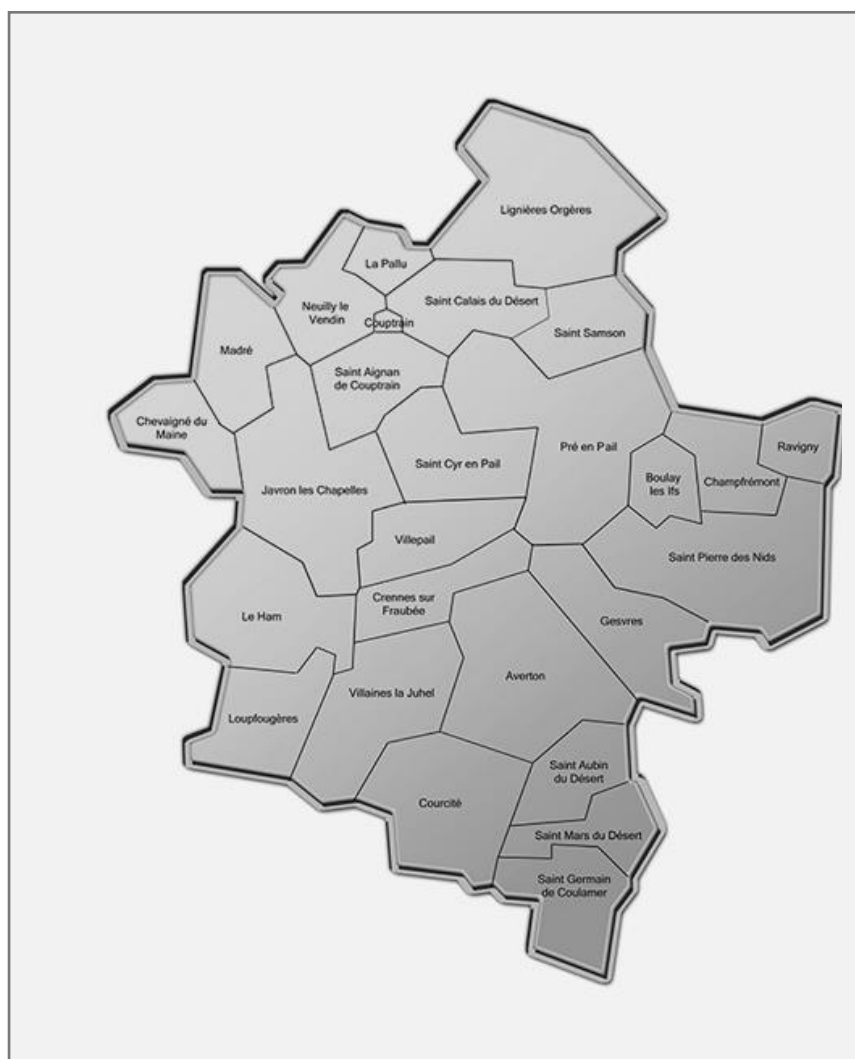 Lignières Orgères
La Pallu
Saint Calais du Désert
Neuilly le
Vendin
Couptrain
Saint Samson
Madré
Saint Aignan
de Couptrain
Chevaigné du
Maine
Pré en Pail
Ravigny
Javron les Chapelles
Saint Cyr en Pail
Boulay
les Ifs
Champfrémont
Villepail
Saint Pierre des Nids
Crennes sur
Fraubée
Le Ham
Gesvres
Averton
Villaines la Juhel
Loupfougères
Saint Aubin
du Désert
Courcité
Saint Mars du Désert
Saint Germain
de Coulamer